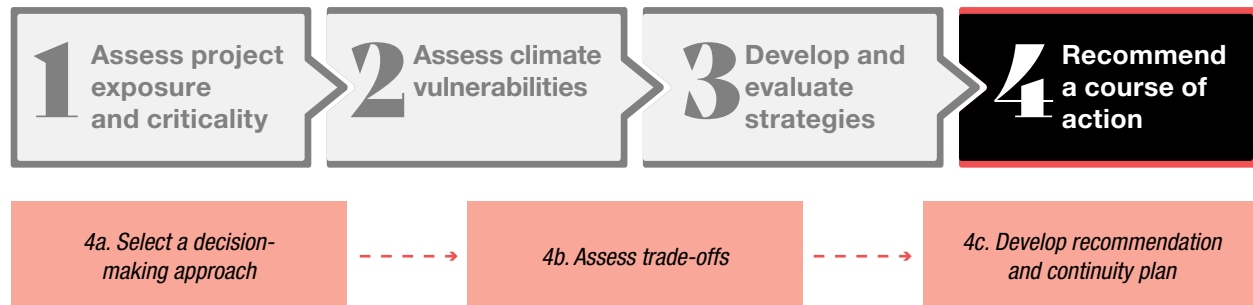 1 Assess project
exposure
and criticality
2 Assess climate
vulnerabilities
3 Develop and
evaluate
strategies
4 Recommend
a course of
action
4a. Select a decision-
making approach
4b. Assess trade-offs
4c. Develop recommendation
and continuity plan